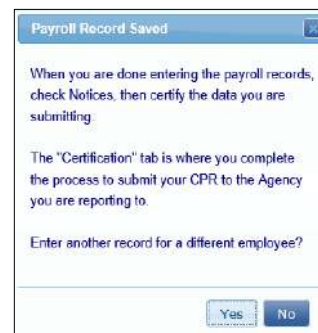 Payroll Record Saved
When you are done entering the payroll records,
check Notices, then certify the data you are
submitting.
The "Certification" tab is where you complete
the process to submit your CPR to the Agency
you are reporting to.
Enter another record for a different employee?
Yes No